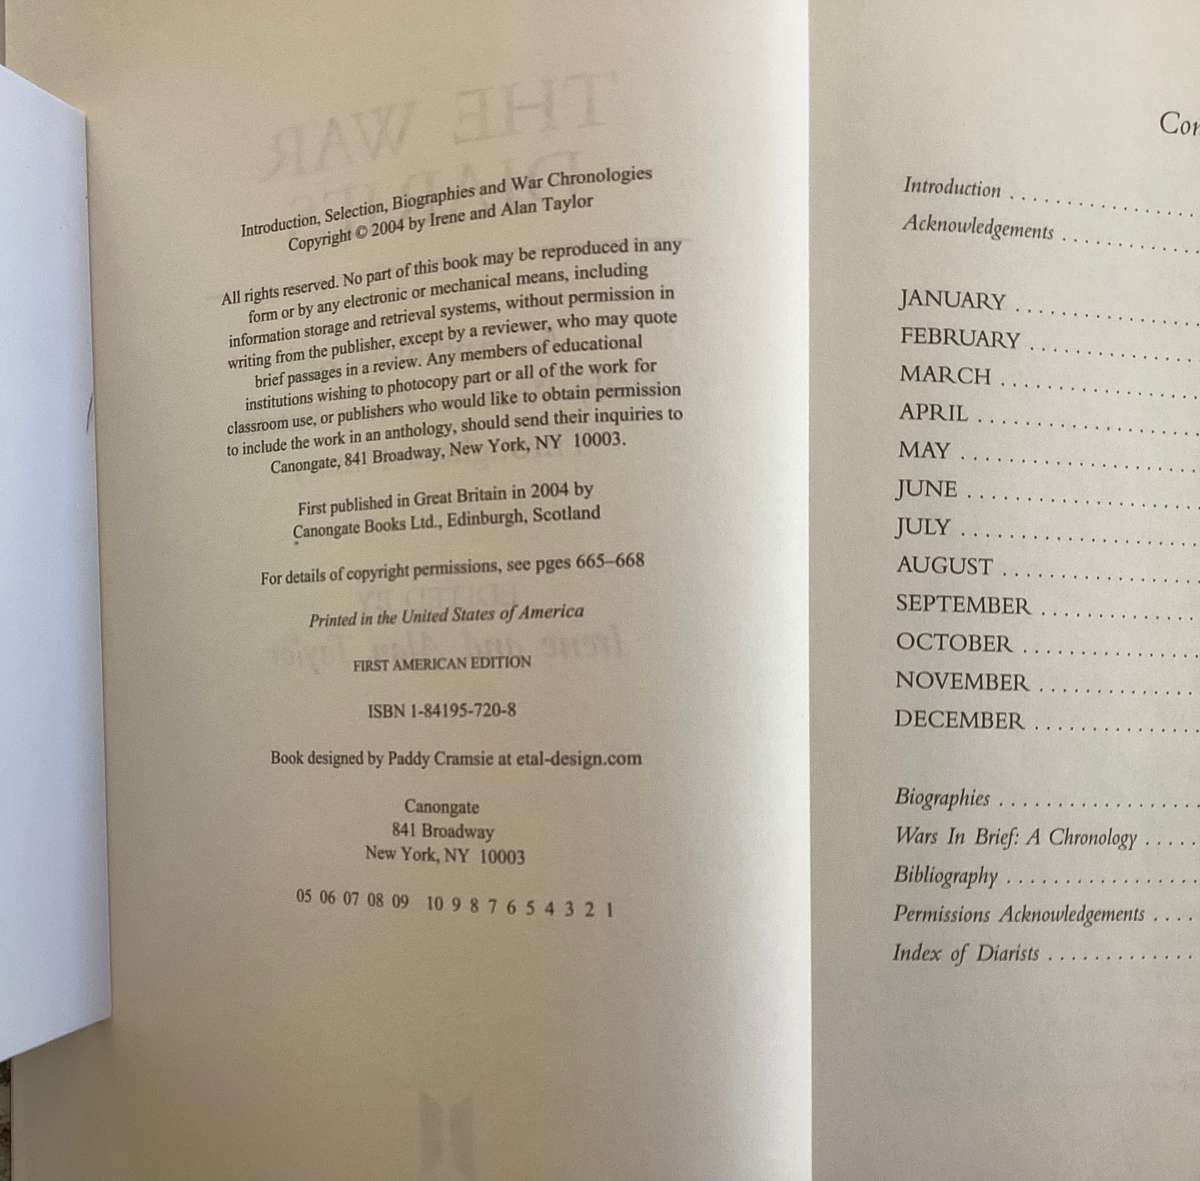 Introduction, Selection, Biographies and War Chronologies
Copyright © 2004 by Irene and Alan Taylor
All rights reserved. No part of this book may be reproduced in any
form or by any electronic or mechanical means, including
information storage and retrieval systems, without permission in
writing from the publisher, except by a reviewer, who may quote
brief passages in a review. Any members of educational
institutions wishing to photocopy part or all of the work for
classroom use, or publishers who would like to obtain permission
to include the work in an anthology, should send their inquiries to
Canongate, 841 Broadway, New York, NY 10003.
First published in Great Britain in 2004 by
Canongate Books Ltd., Edinburgh, Scotland
For details of copyright permissions, see pges 665–668
Printed in the United States of America
FIRST AMERICAN EDITION
ISBN 1-84195-720-8
Book designed by Paddy Cramsie at etal-design.com
Canongate
841 Broadway
New York, NY 10003
05 06 07 08 09 10 9 8 7 6 5 4 3 2 1
Con
Introduction
Acknowledgements
JANUARY
FEBRUARY
MARCH
APRIL
MAY
JUNE
JULY
AUGUST
SEPTEMBER
OCTOBER
NOVEMBER
DECEMBER
Biographies
Wars In Brief: A Chronology
Bibliography
Permissions Acknowledgements
Index of Diarists